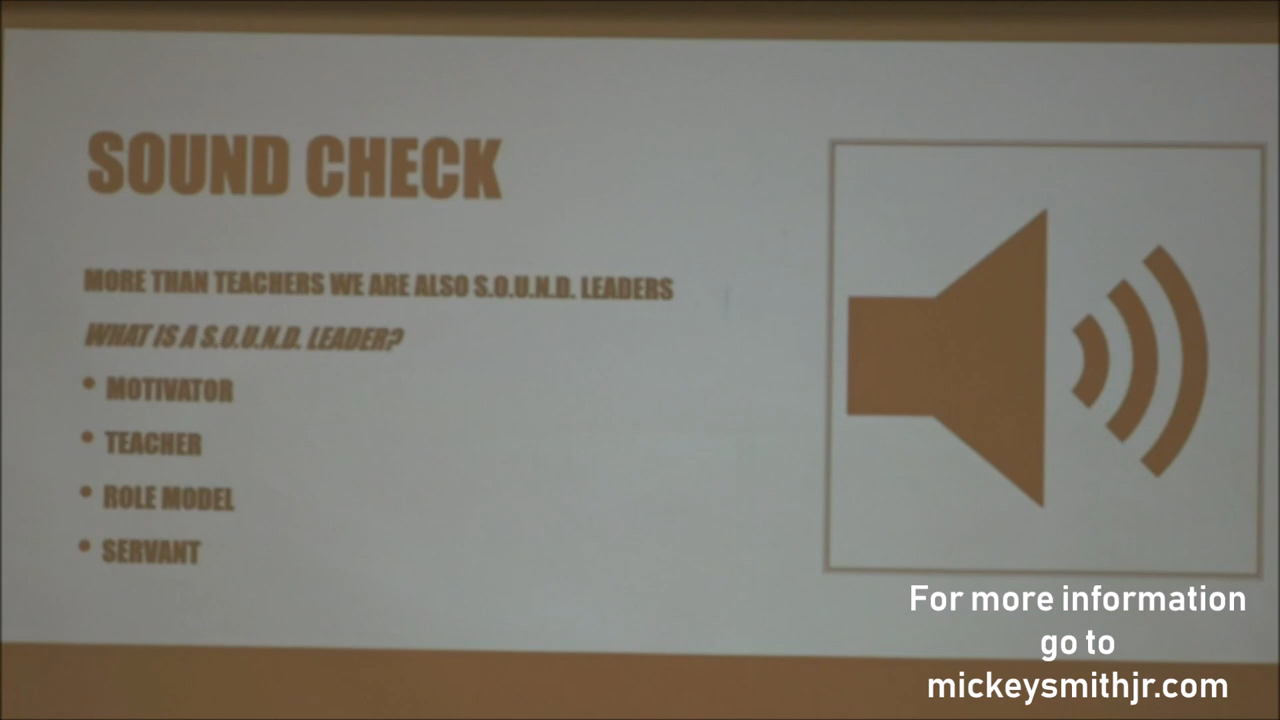 SOUND CHECK
MORE THAN TEACHERS WE ARE ALSO S.O.U.N.D. LEADERS
WHAT IS A S.O.U.N.D. LEADER?
• MOTIVATOR
• TEACHER
• ROLE MODEL
• SERVANT
For more information
go to
mickeysmithjr.com